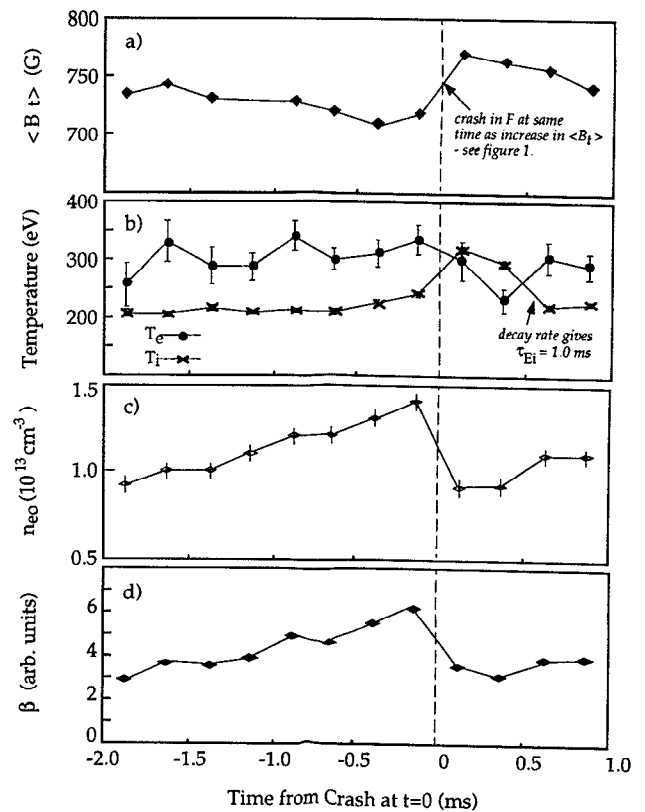 800
750
700
<B t> (G)
a)
crash in F at same
time as increase in <Bt>
- see figure 1.
400
300
200
Temperature (eV)
b)
Te
Ti
decay rate gives
τEi = 1.0 ms
1.5
1.0
0.5
neo (10 13 cm-3)
c)
6
4
2
0
β (arb. units)
d)
-2.0 -1.5 -1.0 -0.5 0 0.5 1.0
Time from Crash at t=0 (ms)